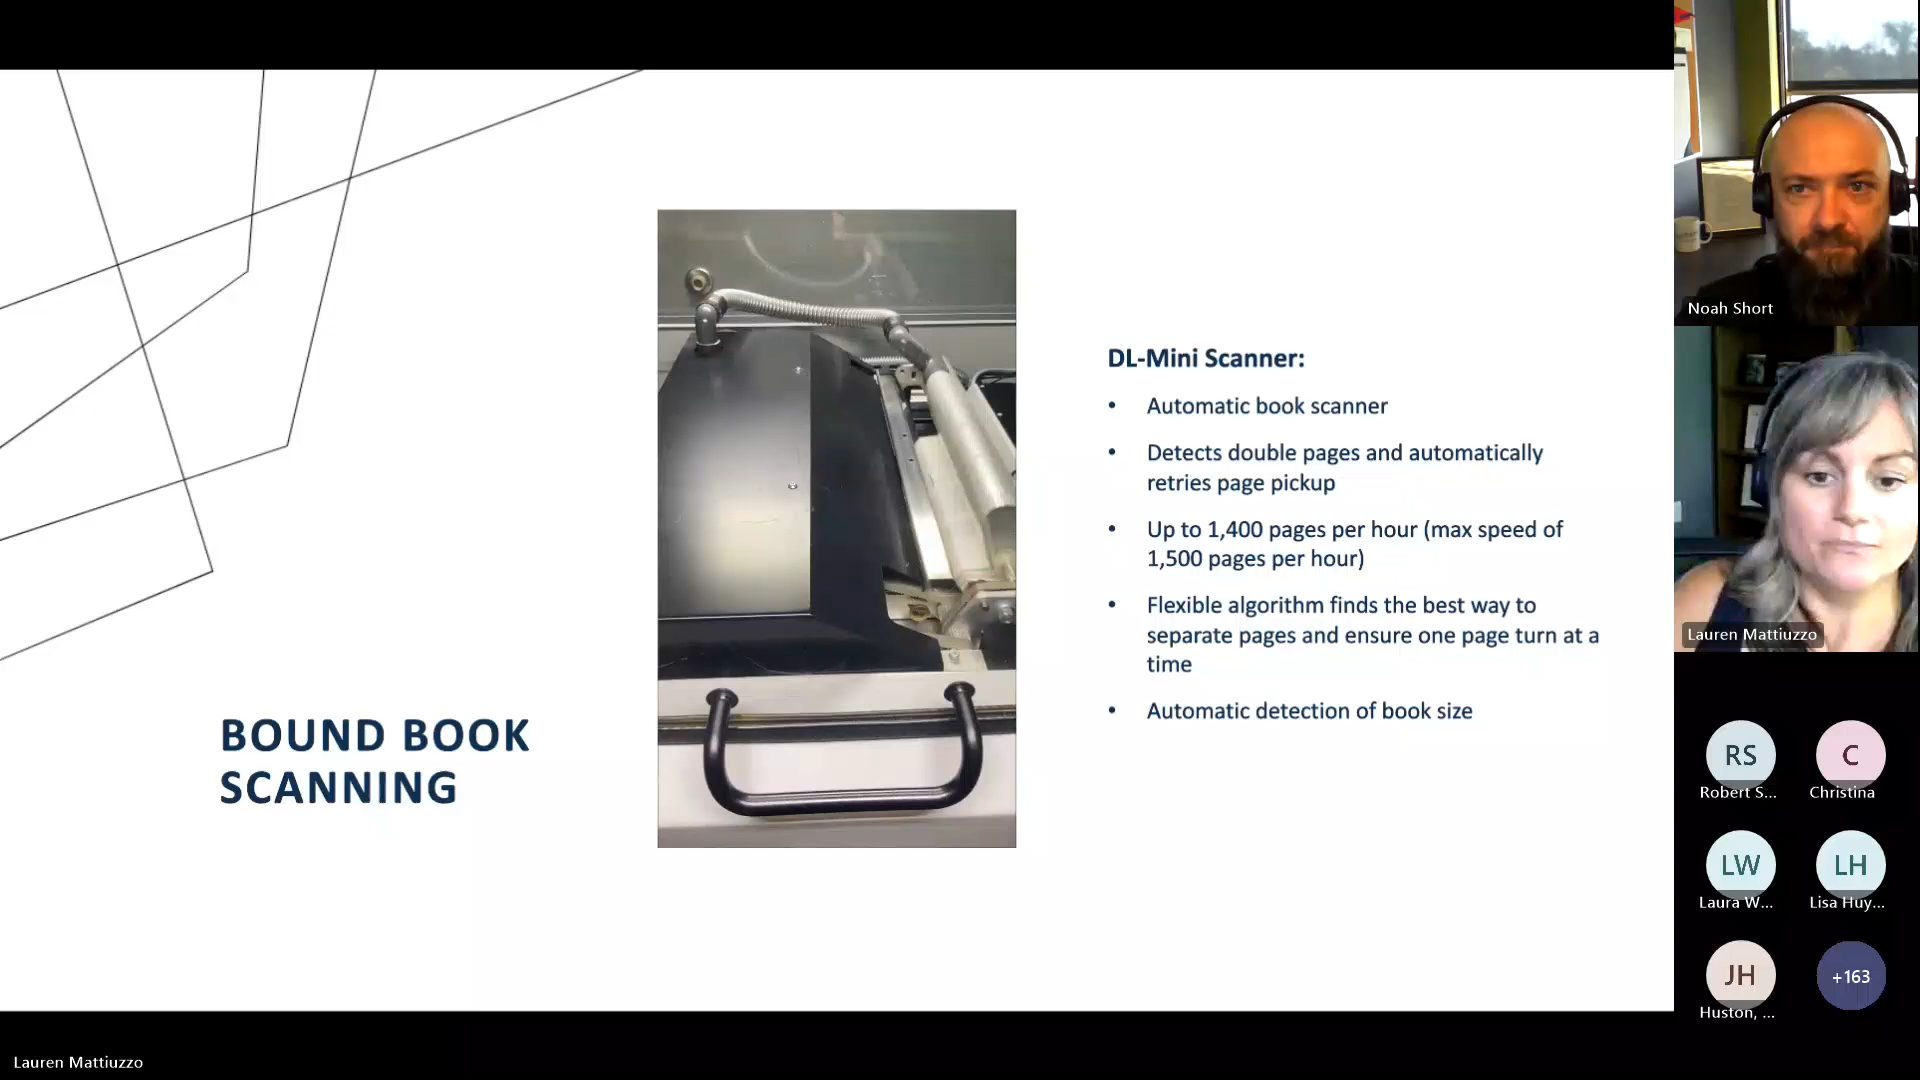 BOUND BOOK
SCANNING
DL-Mini Scanner:
• Automatic book scanner
• Detects double pages and automatically
retries page pickup
• Up to 1,400 pages per hour (max speed of
1,500 pages per hour)
• Flexible algorithm finds the best way to
separate pages and ensure one page turn at a
time
• Automatic detection of book size
Noah Short
Lauren Mattiuzzo
RS
Robert S...
C
Christina
LW
Laura W...
LH
Lisa Huy...
JH
Huston, ...
+163
Lauren Mattiuzzo